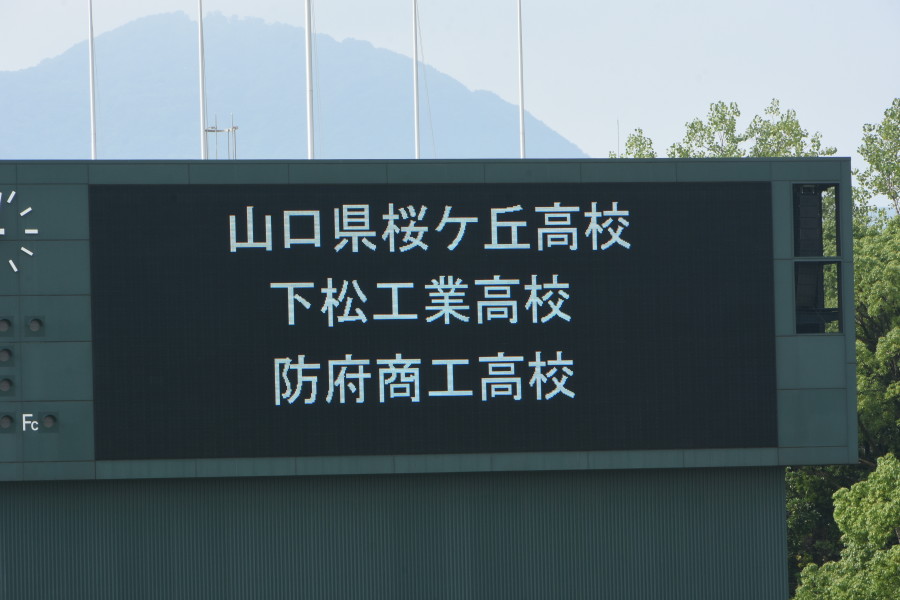 山口県桜ケ丘高校
下松工業高校
防府商工高校
Fc